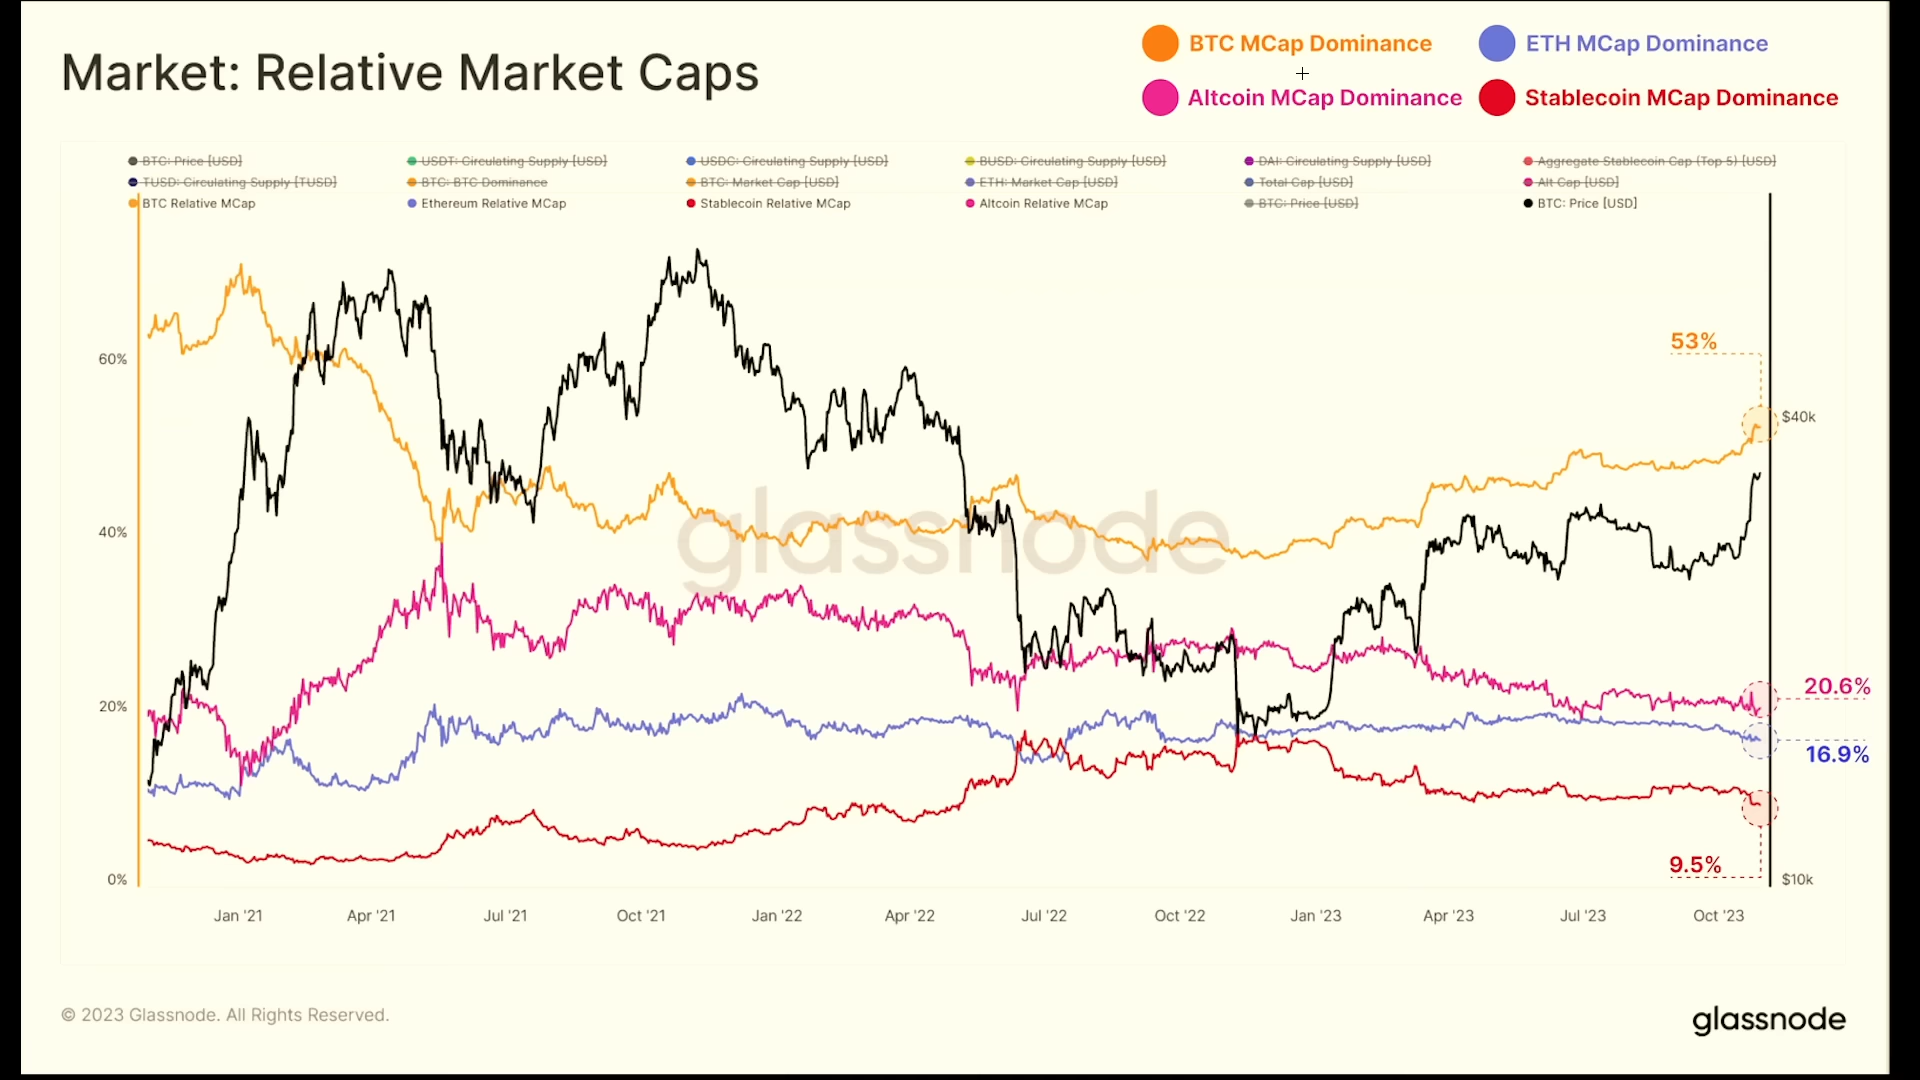 Market: Relative Market Caps
BTC MCap Dominance
ETH MCap Dominance
Altcoin MCap Dominance
Stablecoin MCap Dominance
BTC: Price [USD]
USDT: Circulating Supply [USD]
USDC: Circulating Supply [USD]
BUSD: Circulating Supply [USD]
DAI: Circulating Supply [USD]
Aggregate Stablecoin Cap (Top 5) [USD]
TUSD: Circulating Supply [TUSD]
BTC: BTC Dominance
BTC: Market Cap [USD]
ETH: Market Cap [USD]
Total Cap [USD]
Alt Cap [USD]
BTC Relative MCap
Ethereum Relative MCap
Stablecoin Relative MCap
Altcoin Relative MCap
BTC: Price [USD]
BTC: Price [USD]
60%
40%
20%
0%
53%
$40k
20.6%
16.9%
9.5%
$10k
glassnode
Jan '21
Apr '21
Jul '21
Oct '21
Jan '22
Apr '22
Jul '22
Oct '22
Jan '23
Apr '23
Jul '23
Oct '23
© 2023 Glassnode. All Rights Reserved.
glassnode